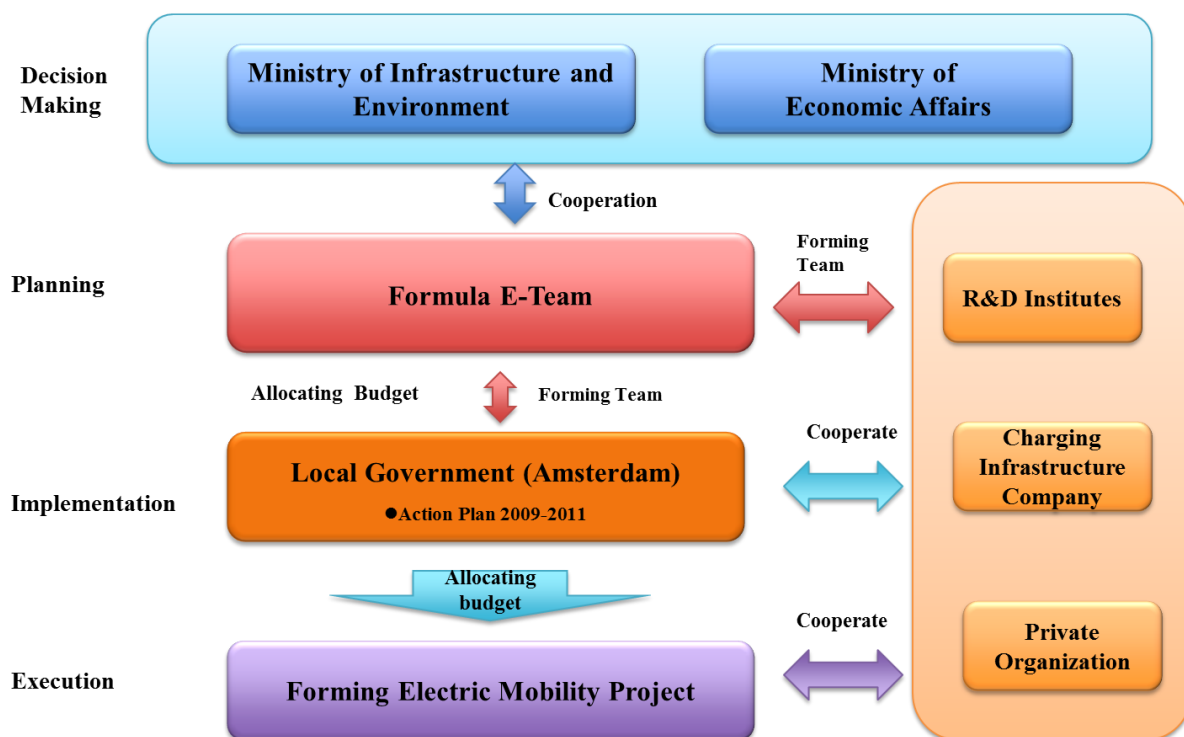 Decision
Making
Ministry of Infrastructure and
Environment
Ministry of
Economic Affairs
Cooperation
Planning
Formula E-Team
Forming
Team
R&D Institutes
Allocating Budget
Forming Team
Implementation
Local Government (Amsterdam)
●Action Plan 2009-2011
Cooperate
Charging
Infrastructure
Company
Allocating
budget
Execution
Forming Electric Mobility Project
Cooperate
Private
Organization